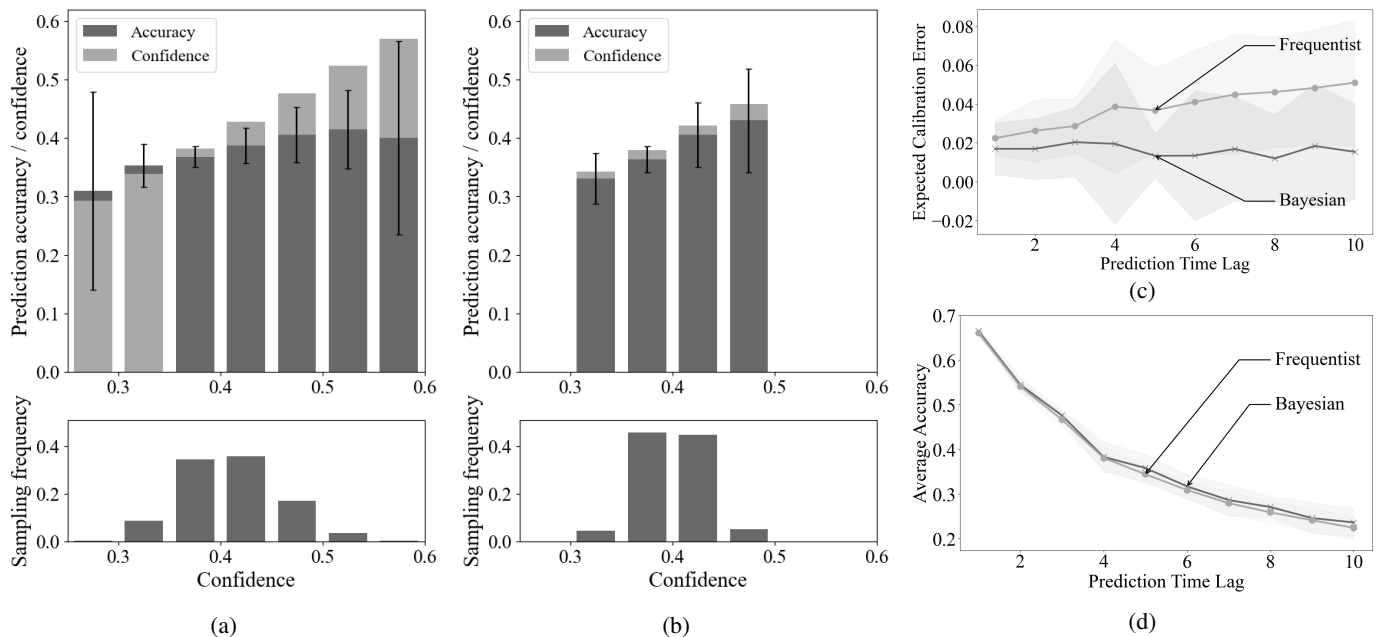 Prediction accurancy / confidence
0.6
0.5
0.4
0.3
0.2
0.1
0.0
Accuracy
Confidence
0.3
0.4
0.5
0.6
Sampling frequency
0.4
0.2
0.0
0.3
0.4
0.5
0.6
Confidence
(a)
Prediction accurancy / confidence
0.6
0.5
0.4
0.3
0.2
0.1
0.0
Accuracy
Confidence
0.3
0.4
0.5
0.6
Sampling frequency
0.4
0.2
0.0
0.3
0.4
0.5
0.6
Confidence
(b)
Expected Calibration Error
0.08
0.06
0.04
0.02
0.00
−0.02
Frequentist
Bayesian
2
4
6
8
10
Prediction Time Lag
(c)
Average Accuracy
0.7
0.6
0.5
0.4
0.3
0.2
Frequentist
Bayesian
2
4
6
8
10
Prediction Time Lag
(d)